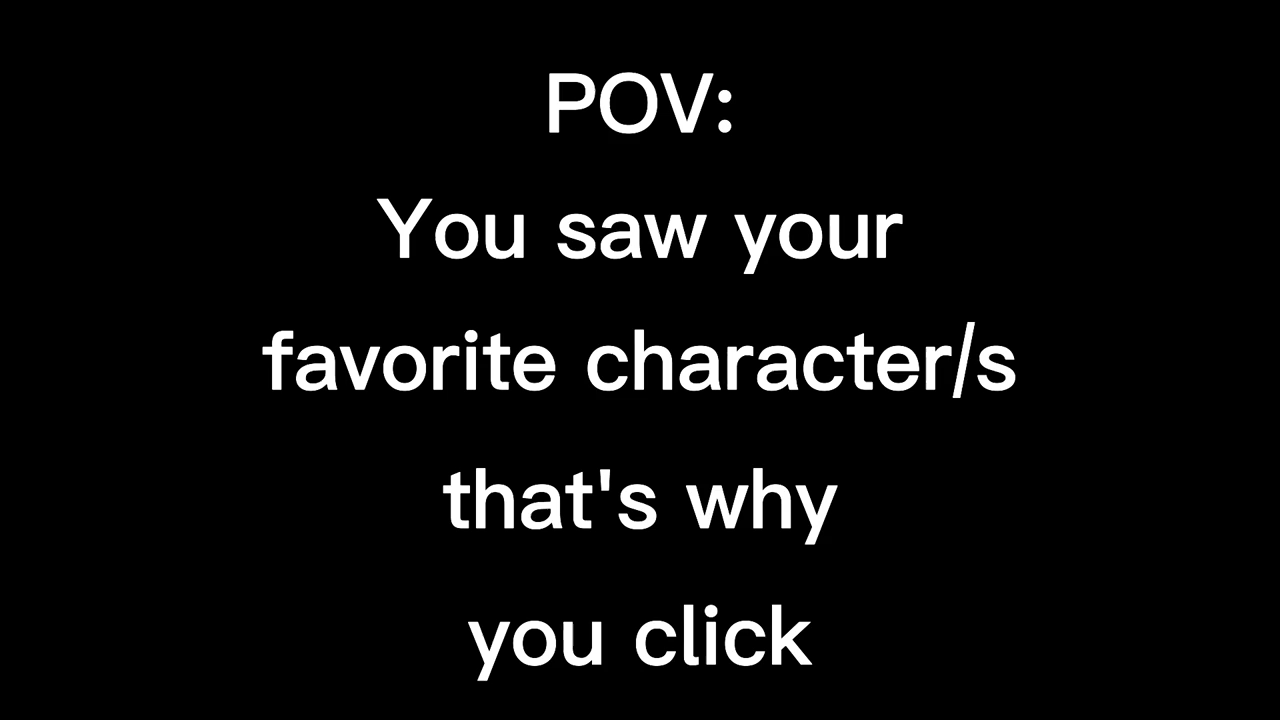 POV:
You saw your
favorite character/s
that's why
you click